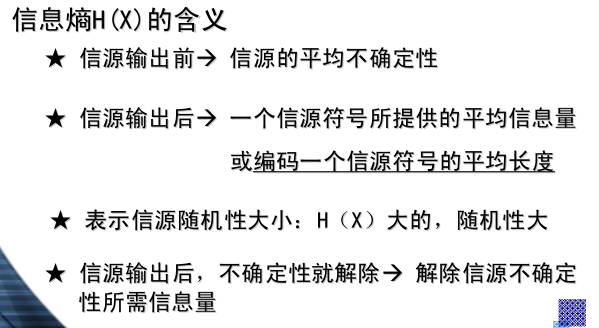 信息熵H(X)的含义
★ 信源输出前→ 信源的平均不确定性
★ 信源输出后→ 一个信源符号所提供的平均信息量
或编码一个信源符号的平均长度
★ 表示信源随机性大小：H（X）大的，随机性大
★ 信源输出后，不确定性就解除→ 解除信源不确定
性所需信息量